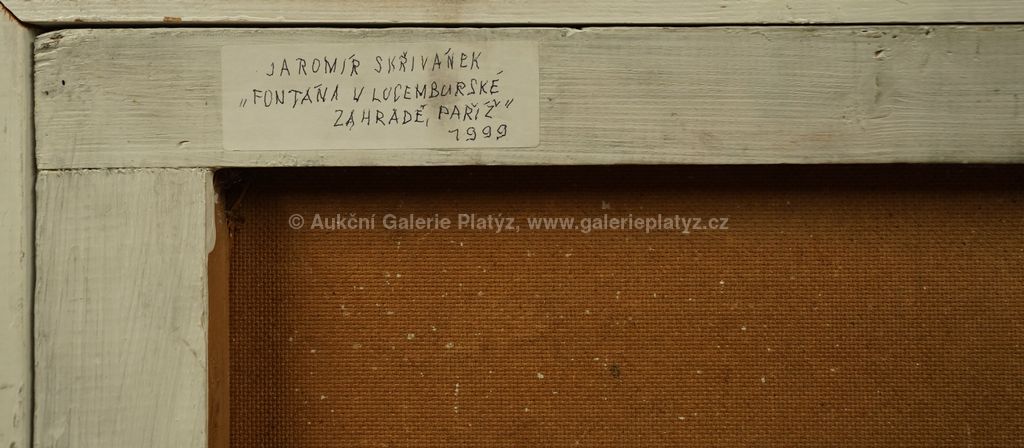 JAROMÍR SKŘIVÁNEK
„FONTÁNA V LUCEMBURSKÉ
ZAHRADĚ, PAŘÍŽ"
1999
© Aukční Galerie Platýz, www.galerieplatyz.cz